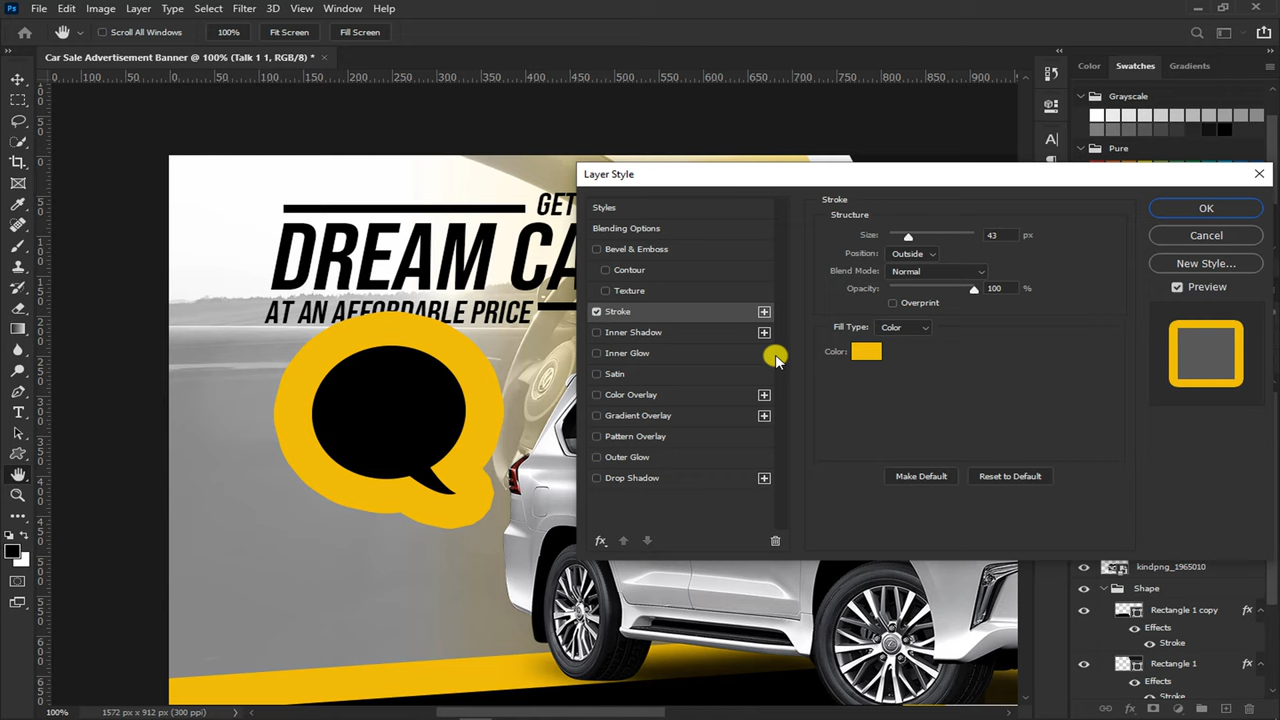 Ps File Edit Image Layer Type Select Filter 3D View Window Help
Scroll All Windows 100% Fit Screen Fill Screen
Car Sale Advertisement Banner @ 100% (Talk 1 1, RGB/8) *
Color Swatches Gradients
Grayscale
Pure
GET
DREAM CA
AT AN AFFORDABLE PRICE
Layer Style
Styles
Blending Options
Bevel & Emboss
Contour
Texture
Stroke
Inner Shadow
Inner Glow
Satin
Color Overlay
Gradient Overlay
Pattern Overlay
Outer Glow
Drop Shadow
fx
Stroke
Structure
Size: 43 px
Position: Outside
Blend Mode: Normal
Opacity: 100 %
Overprint
Fill Type: Color
Color:
Make Default Reset to Default
OK
Cancel
New Style...
Preview
kindpng_1965010
Shape
Rectangle 1 copy fx
Effects
Stroke
Rectangle 1 fx
Effects
Stroke
100% 1572 px x 912 px (300 ppi)